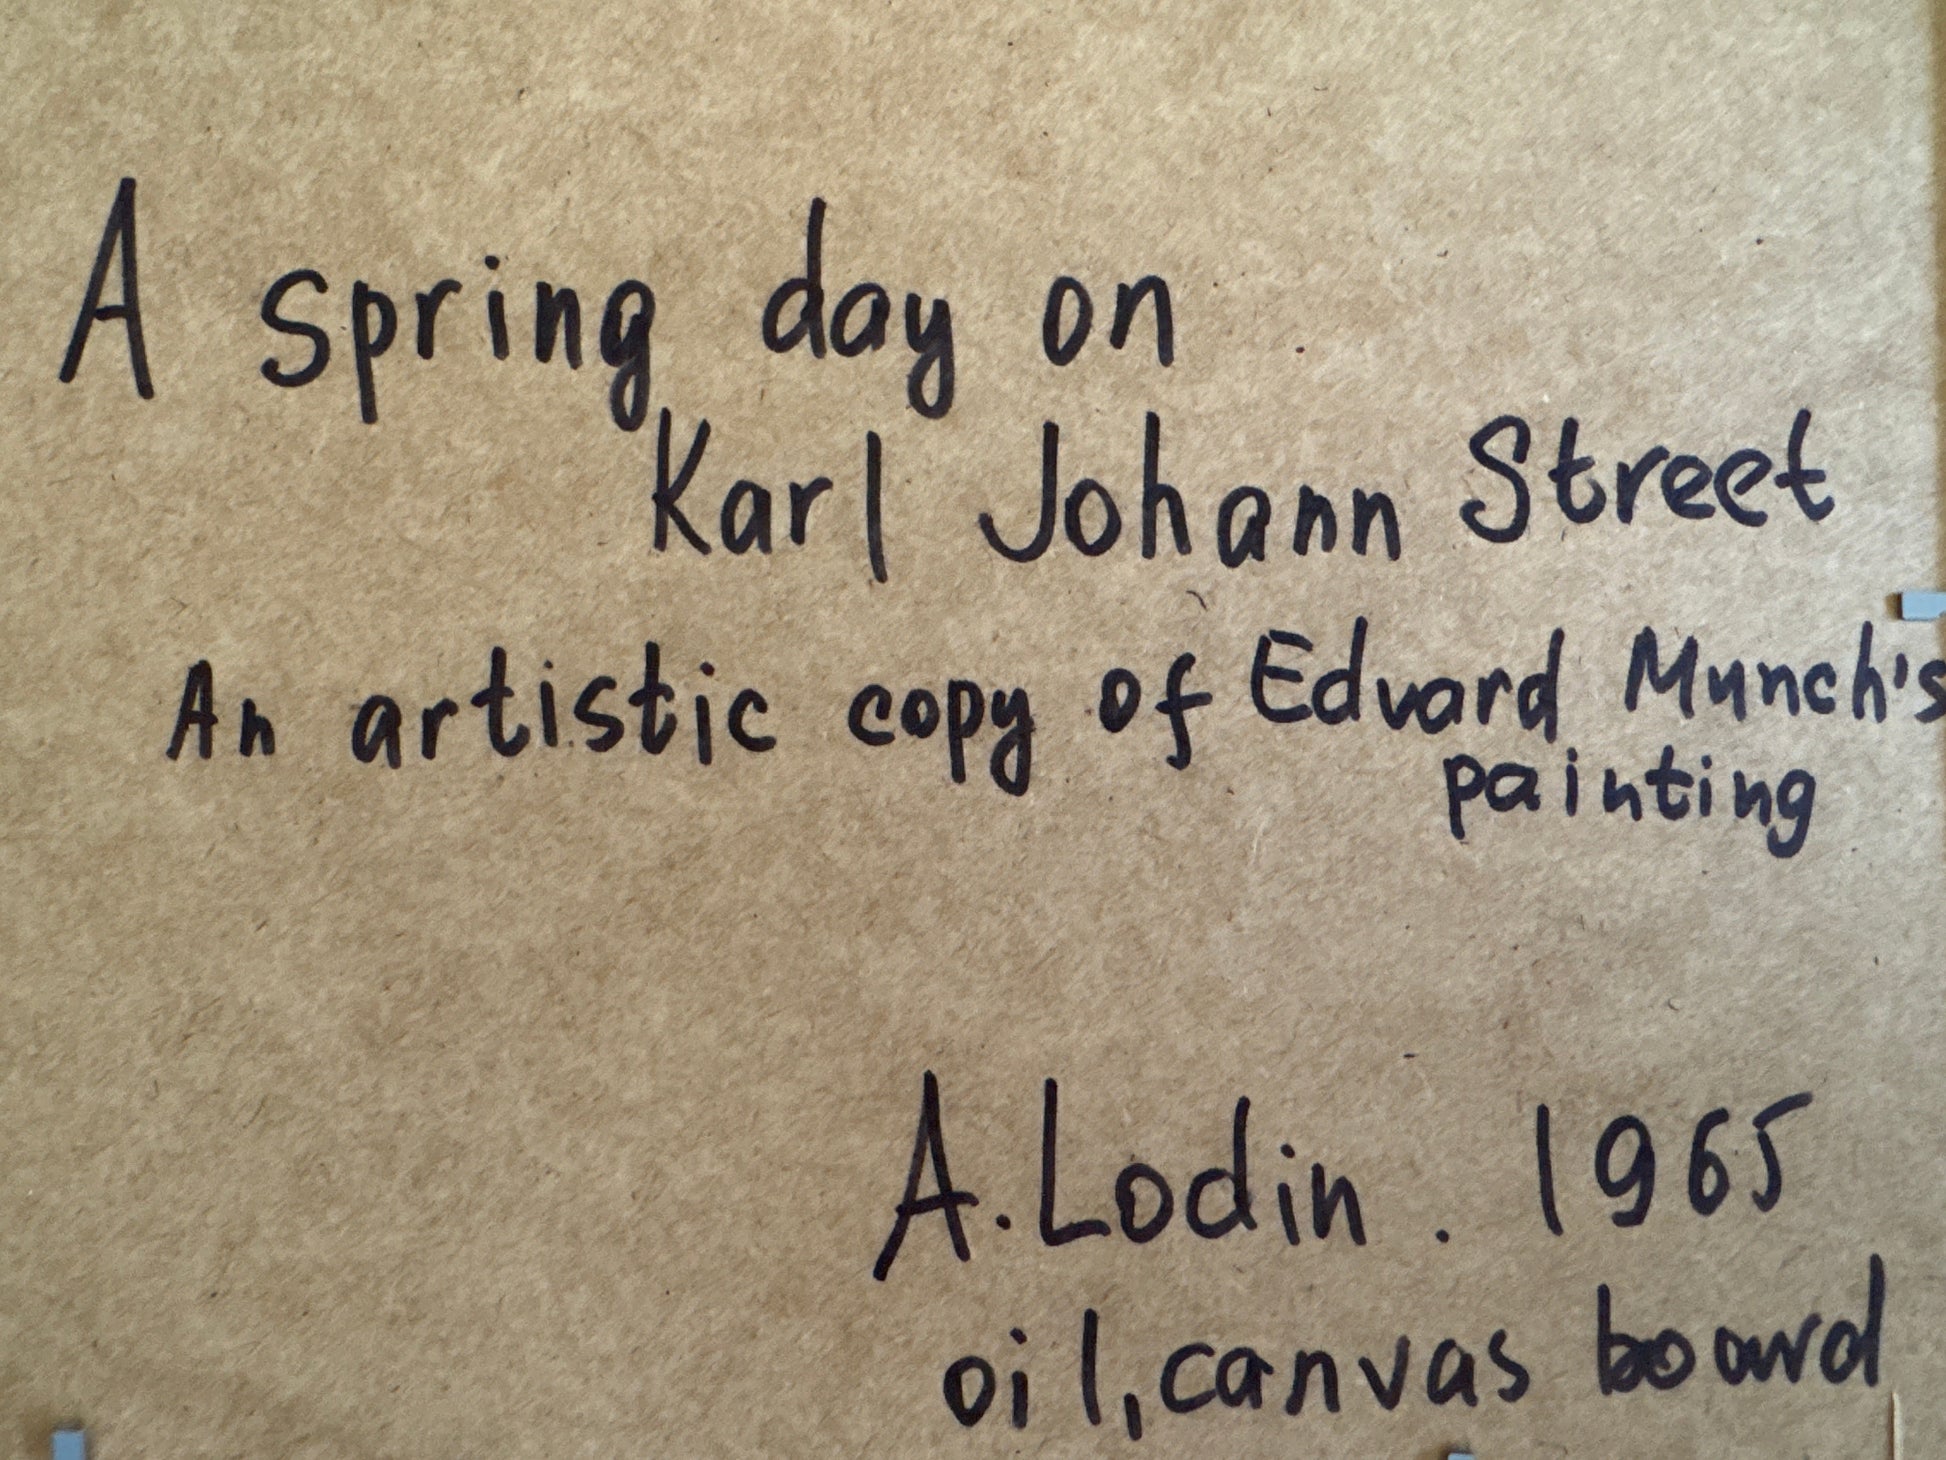 A spring day on
Karl Johann Street
An artistic copy of Edvard Munch's
painting
A. Lodin. 1965
oil, canvas board